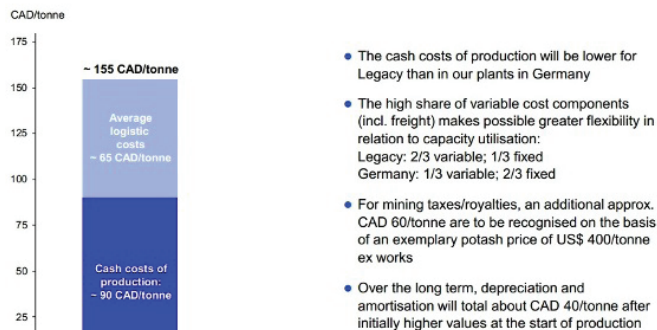 CAD/tonne
175
~ 155 CAD/tonne
150
Average
logistic
costs
~ 65 CAD/tonne
125
100
75
50
Cash costs of
production:
~ 90 CAD/tonne
25
The cash costs of production will be lower for
Legacy than in our plants in Germany
The high share of variable cost components
(incl. freight) makes possible greater flexibility in
relation to capacity utilisation:
Legacy: 2/3 variable; 1/3 fixed
Germany: 1/3 variable; 2/3 fixed
For mining taxes/royalties, an additional approx.
CAD 60/tonne are to be recognised on the basis
of an exemplary potash price of US$ 400/tonne
ex works
Over the long term, depreciation and
amortisation will total about CAD 40/tonne after
initially higher values at the start of production